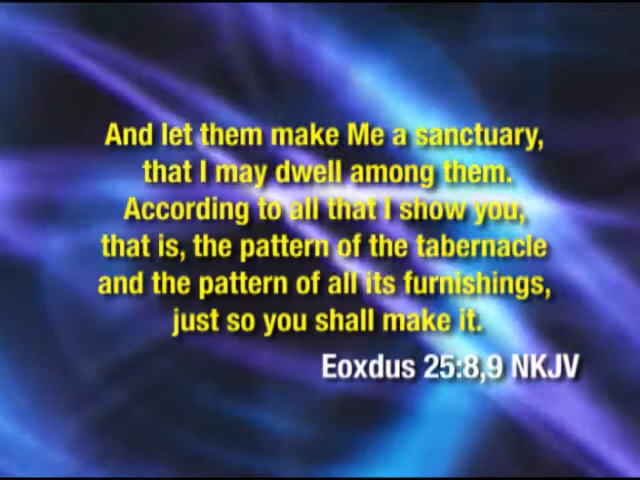 And let them make Me a sanctuary,
that I may dwell among them.
According to all that I show you,
that is, the pattern of the tabernacle
and the pattern of all its furnishings,
just so you shall make it.
Eoxdus 25:8,9 NKJV